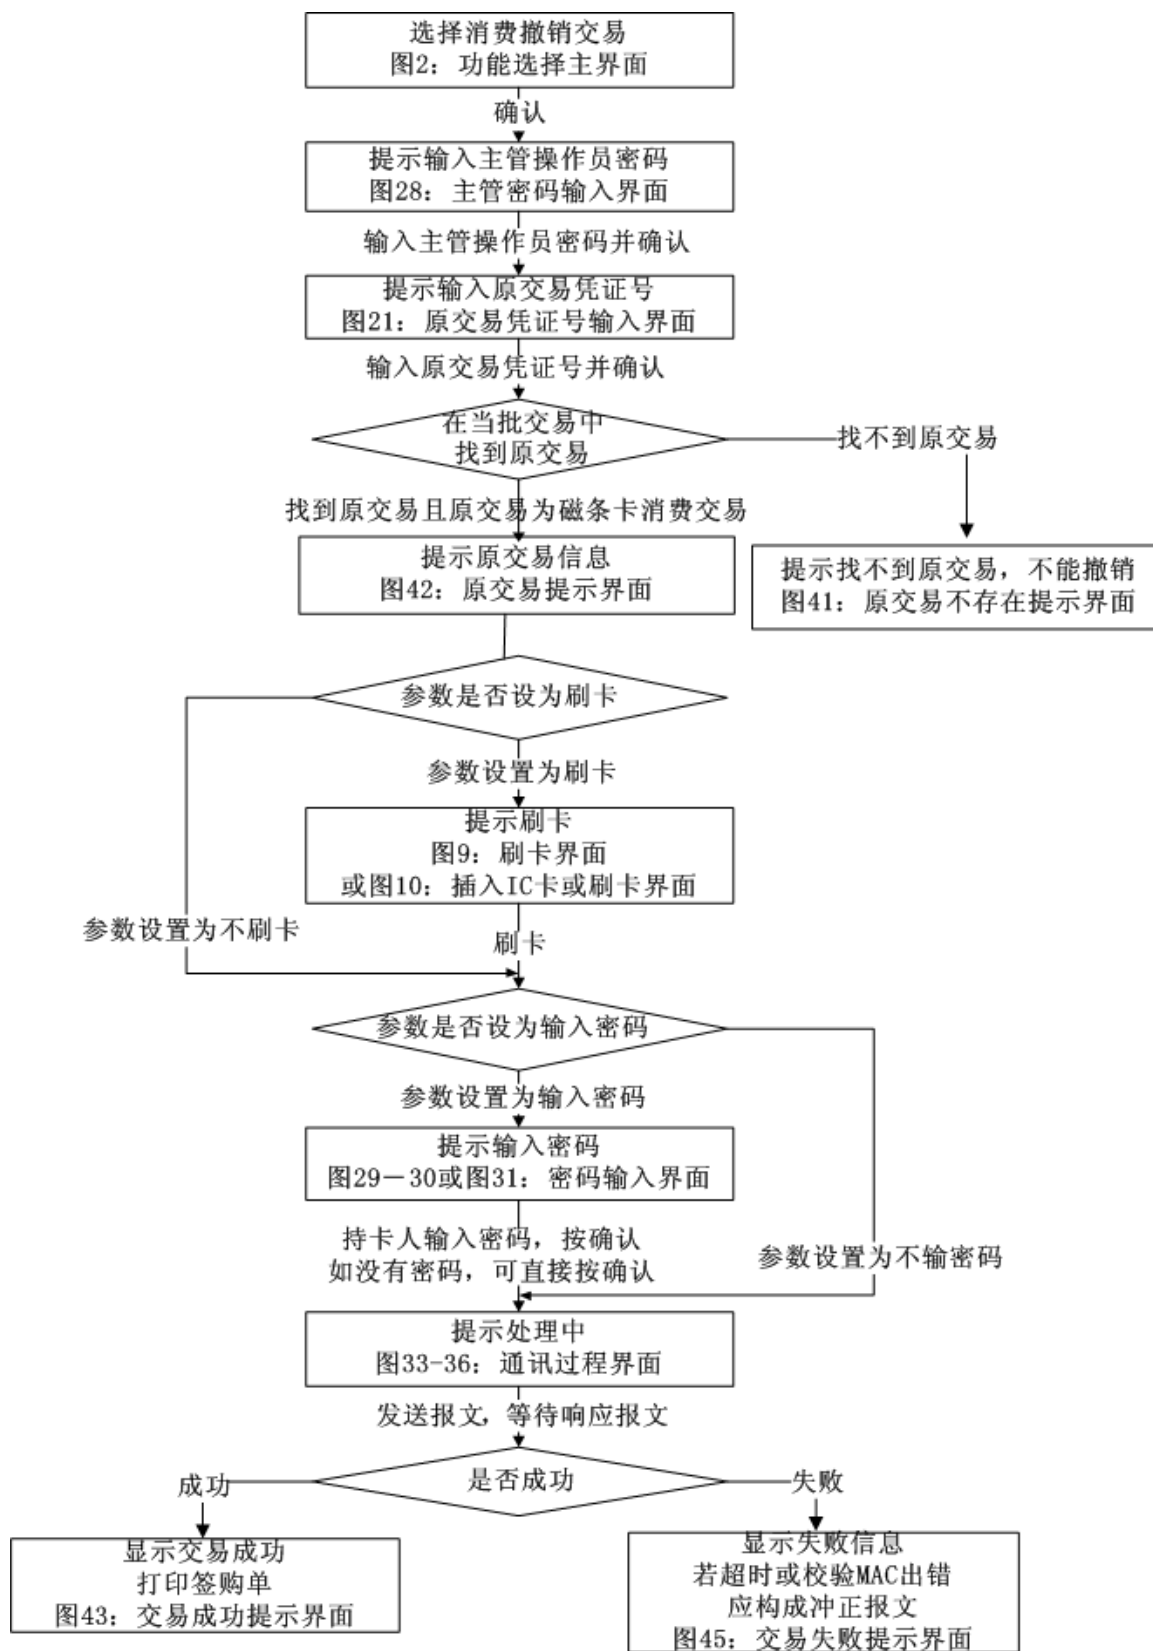 选择消费撤销交易
图2：功能选择主界面
确认
提示输入主管操作员密码
图28：主管密码输入界面
输入主管操作员密码并确认
提示输入原交易凭证号
图21：原交易凭证号输入界面
输入原交易凭证号并确认
在当批交易中
找到原交易
找不到原交易
找到原交易且原交易为磁条卡消费交易
提示原交易信息
图42：原交易提示界面
提示找不到原交易，不能撤销
图41：原交易不存在提示界面
参数是否设为刷卡
参数设置为刷卡
提示刷卡
图9：刷卡界面
或图10：插入IC卡或刷卡界面
参数设置为不刷卡
刷卡
参数是否设为输入密码
参数设置为输入密码
提示输入密码
图29－30或图31：密码输入界面
持卡人输入密码，按确认
如没有密码，可直接按确认
参数设置为不输密码
提示处理中
图33-36：通讯过程界面
发送报文，等待响应报文
是否成功
成功
失败
显示交易成功
打印签购单
图43：交易成功提示界面
显示失败信息
若超时或校验MAC出错
应构成冲正报文
图45：交易失败提示界面